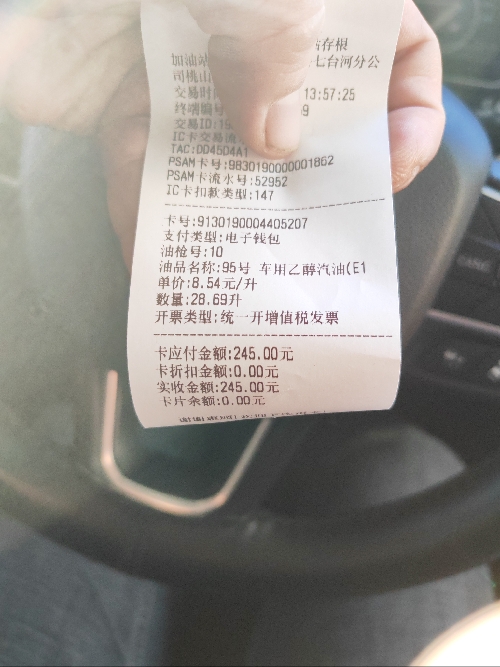 存根
加油站 七台河分公
司桃山
交易时 13:57:25
终端编号 9
交易ID:19
IC卡交易流
TAC:DD45D4A1
PSAM卡号:9830190000001862
PSAM卡流水号:52952
IC卡扣款类型:147
卡号:9130190004405207
支付类型:电子钱包
油枪号:10
油品名称:95号 车用乙醇汽油(E1
单价:8.54元/升
数量:28.69升
开票类型:统一开增值税发票
卡应付金额:245.00元
卡折扣金额:0.00元
实收金额:245.00元
卡片余额:0.00元